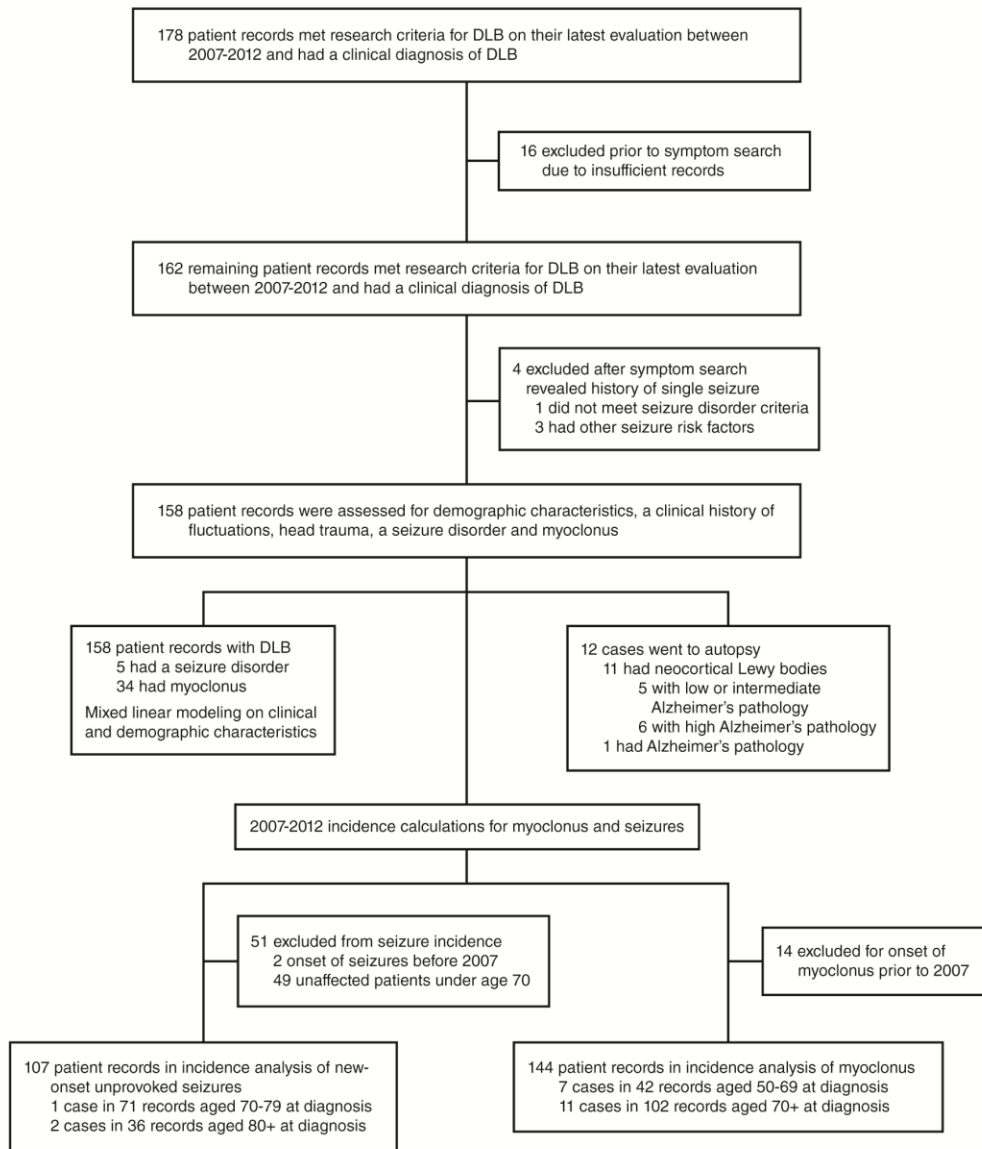 178 patient records met research criteria for DLB on their latest evaluation between
2007-2012 and had a clinical diagnosis of DLB
16 excluded prior to symptom search
due to insufficient records
162 remaining patient records met research criteria for DLB on their latest evaluation
between 2007-2012 and had a clinical diagnosis of DLB
4 excluded after symptom search
revealed history of single seizure
1 did not meet seizure disorder criteria
3 had other seizure risk factors
158 patient records were assessed for demographic characteristics, a clinical history of
fluctuations, head trauma, a seizure disorder and myoclonus
158 patient records with DLB
5 had a seizure disorder
34 had myoclonus
Mixed linear modeling on clinical
and demographic characteristics
12 cases went to autopsy
11 had neocortical Lewy bodies
5 with low or intermediate
Alzheimer's pathology
6 with high Alzheimer's pathology
1 had Alzheimer's pathology
2007-2012 incidence calculations for myoclonus and seizures
51 excluded from seizure incidence
2 onset of seizures before 2007
49 unaffected patients under age 70
14 excluded for onset of
myoclonus prior to 2007
107 patient records in incidence analysis of new-
onset unprovoked seizures
1 case in 71 records aged 70-79 at diagnosis
2 cases in 36 records aged 80+ at diagnosis
144 patient records in incidence analysis of myoclonus
7 cases in 42 records aged 50-69 at diagnosis
11 cases in 102 records aged 70+ at diagnosis